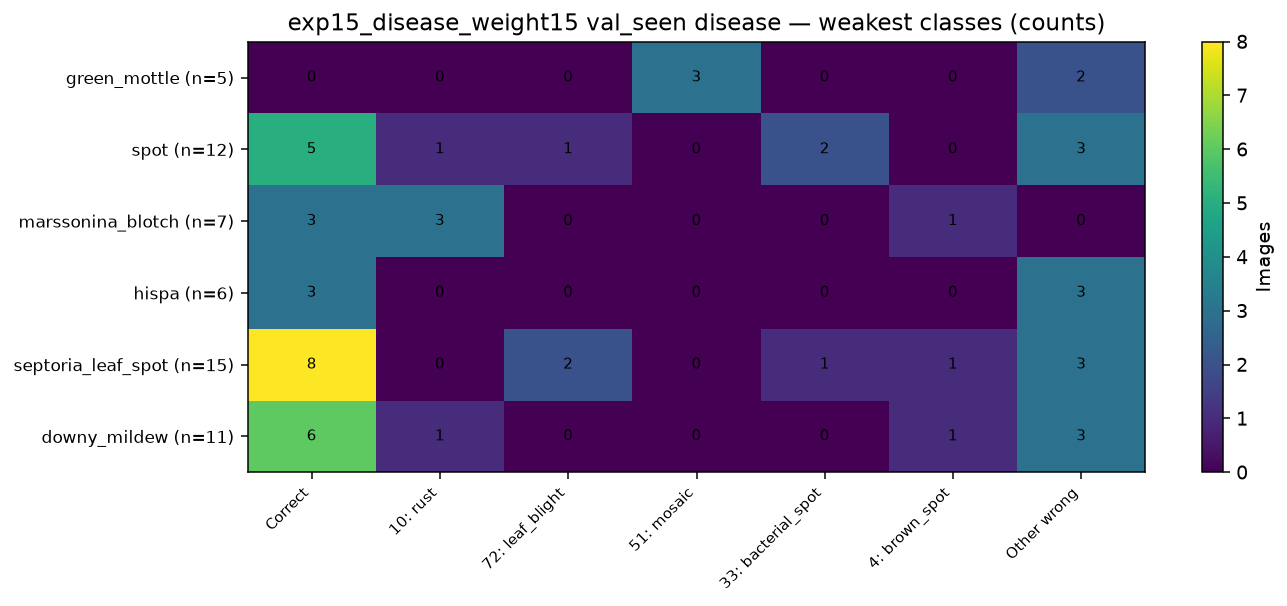 exp15_disease_weight15 val_seen disease — weakest classes (counts)
green_mottle (n=5) 0 0 0 3 0 0 2
spot (n=12) 5 1 1 0 2 0 3
marssonina_blotch (n=7) 3 3 0 0 0 1 0
hispa (n=6) 3 0 0 0 0 0 3
septoria_leaf_spot (n=15) 8 0 2 0 1 1 3
downy_mildew (n=11) 6 1 0 0 0 1 3
Correct
10: rust
72: leaf_blight
51: mosaic
33: bacterial_spot
4: brown_spot
Other wrong
8
7
6
5
4
3
2
1
0
Images